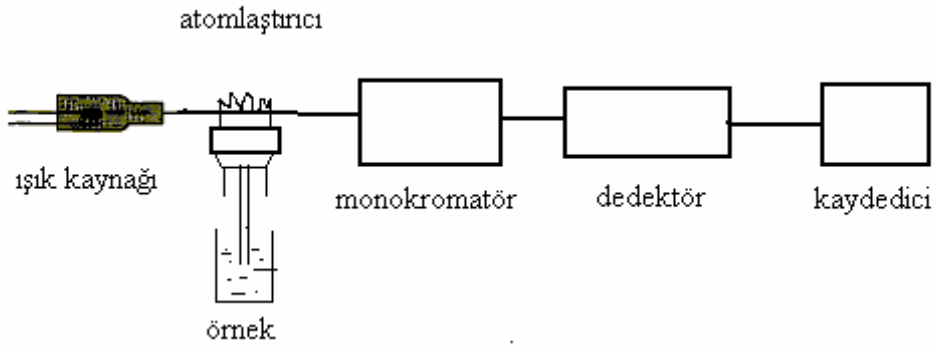 atomlaştırıcı
ışık kaynağı
monokromatör
dedektör
kaydedici
örnek